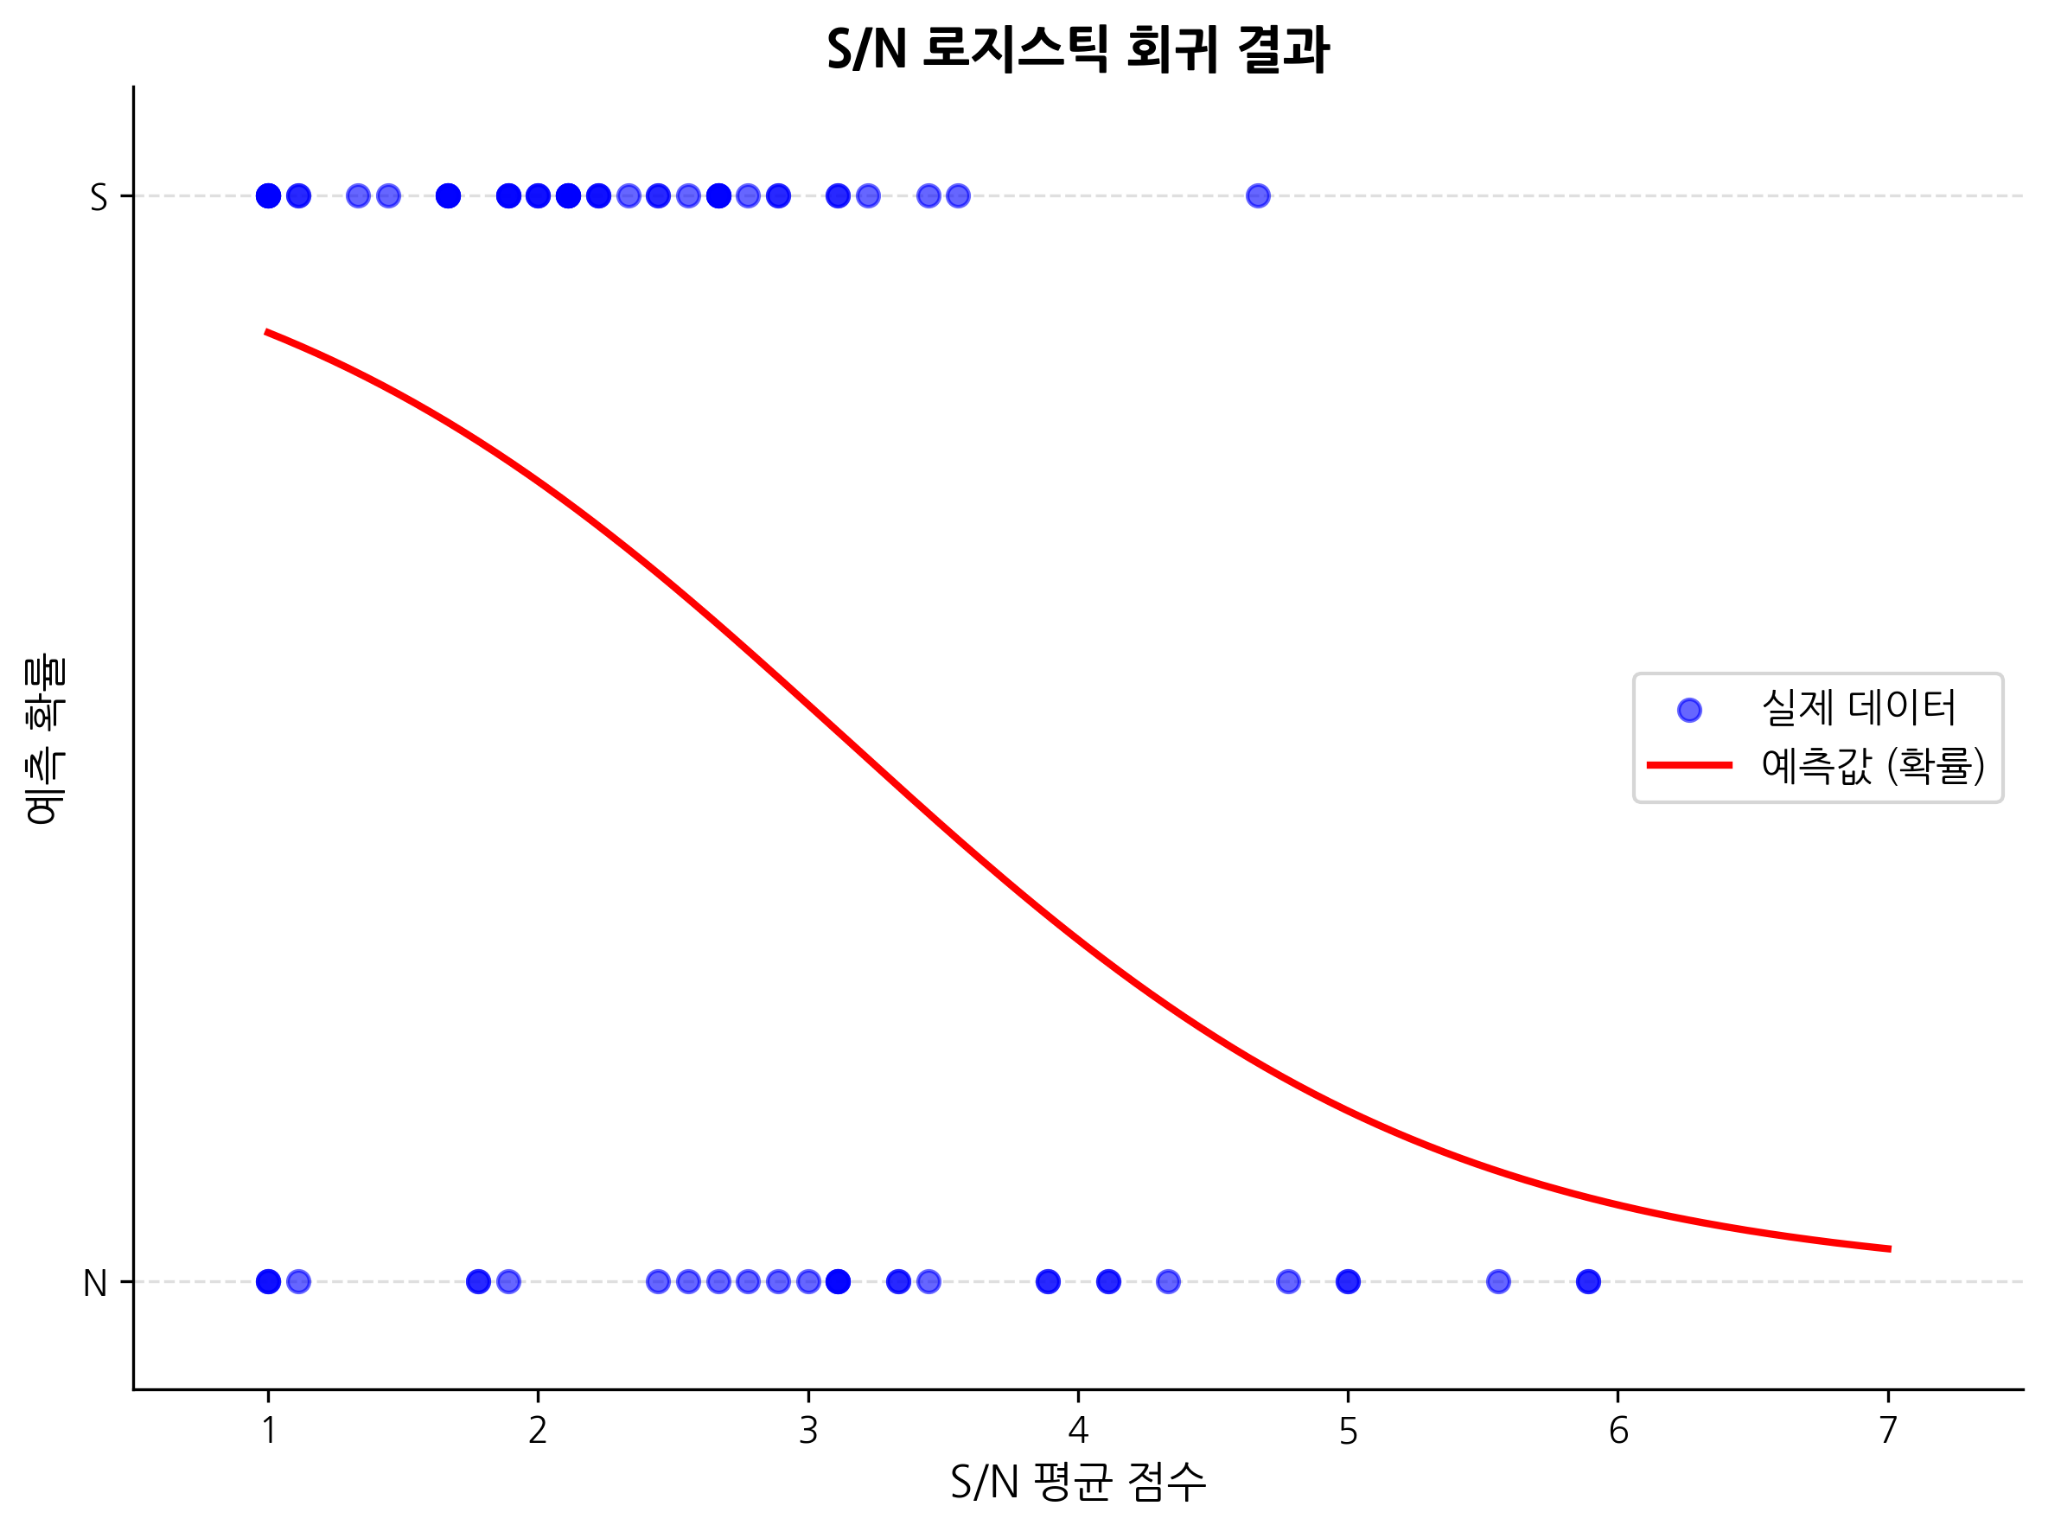 S/N 로지스틱 회귀 결과
S
예측 확률
실제 데이터
예측값 (확률)
N
1 2 3 4 5 6 7
S/N 평균 점수